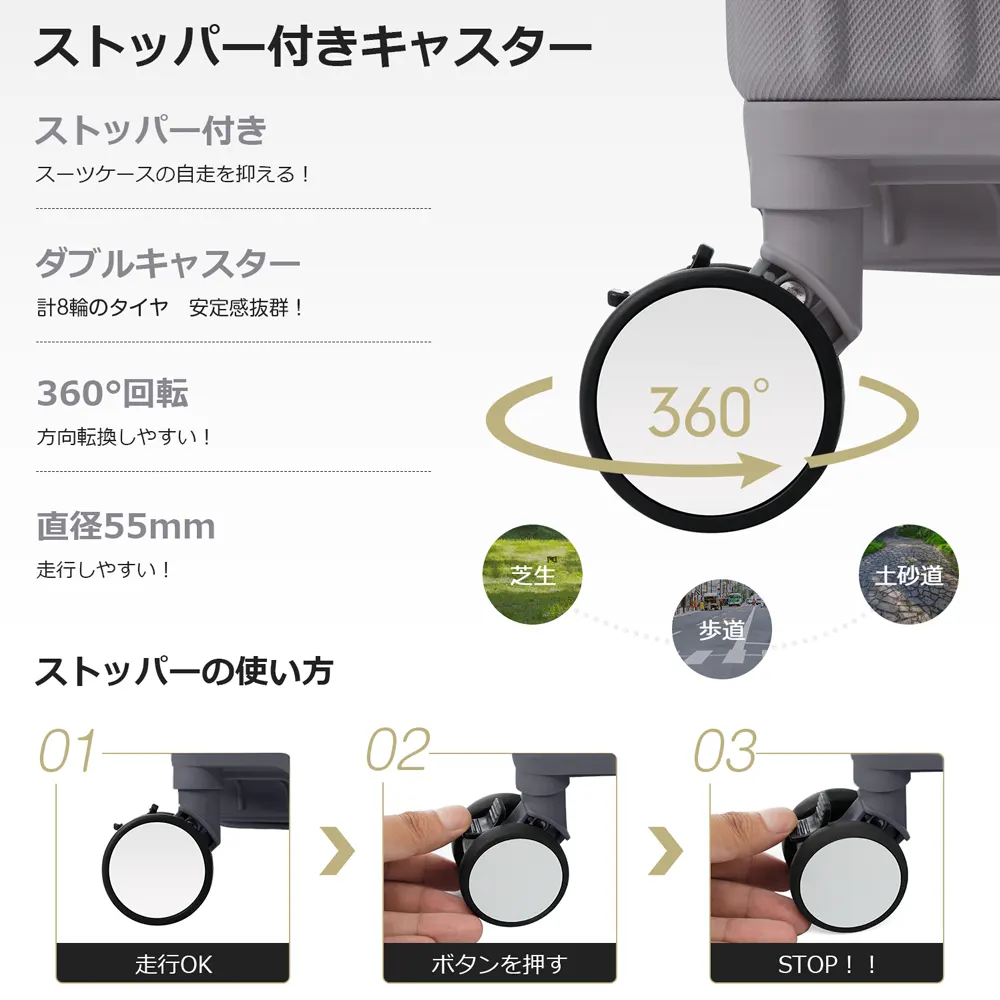 ストッパー付きキャスター
ストッパー付き
スーツケースの自走を抑える！
ダブルキャスター
計8輪のタイヤ　安定感抜群！
360°回転
方向転換しやすい！
直径55mm
走行しやすい！
360°
芝生
歩道
土砂道
ストッパーの使い方
01
02
03
走行OK
ボタンを押す
STOP！！